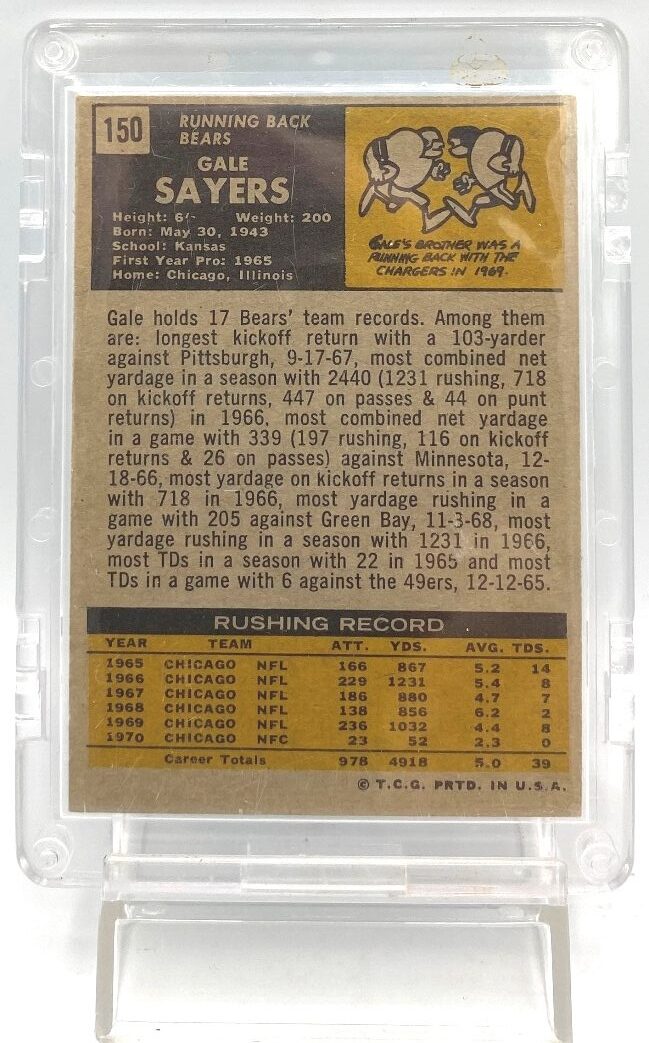 150
RUNNING BACK
BEARS
GALE
SAYERS
Height: 6'- Weight: 200
Born: May 30, 1943
School: Kansas
First Year Pro: 1965
Home: Chicago, Illinois
GALE'S BROTHER WAS A
RUNNING BACK WITH THE
CHARGERS IN 1969.
Gale holds 17 Bears' team records. Among them
are: longest kickoff return with a 103-yarder
against Pittsburgh, 9-17-67, most combined net
yardage in a season with 2440 (1231 rushing, 718
on kickoff returns, 447 on passes & 44 on punt
returns) in 1966, most combined net yardage
in a game with 339 (197 rushing, 116 on kickoff
returns & 26 on passes) against Minnesota, 12-
18-66, most yardage on kickoff returns in a season
with 718 in 1966, most yardage rushing in a
game with 205 against Green Bay, 11-3-68, most
yardage rushing in a season with 1231 in 1966,
most TDs in a season with 22 in 1965 and most
TDs in a game with 6 against the 49ers, 12-12-65.
RUSHING RECORD
YEAR TEAM ATT. YDS. AVG. TDS.
1965 CHICAGO NFL 166 867 5.2 14
1966 CHICAGO NFL 229 1231 5.4 8
1967 CHICAGO NFL 186 880 4.7 7
1968 CHICAGO NFL 138 856 6.2 2
1969 CHICAGO NFL 236 1032 4.4 8
1970 CHICAGO NFC 23 52 2.3 0
Career Totals 978 4918 5.0 39
© T.C.G. PRTD. IN U.S.A.